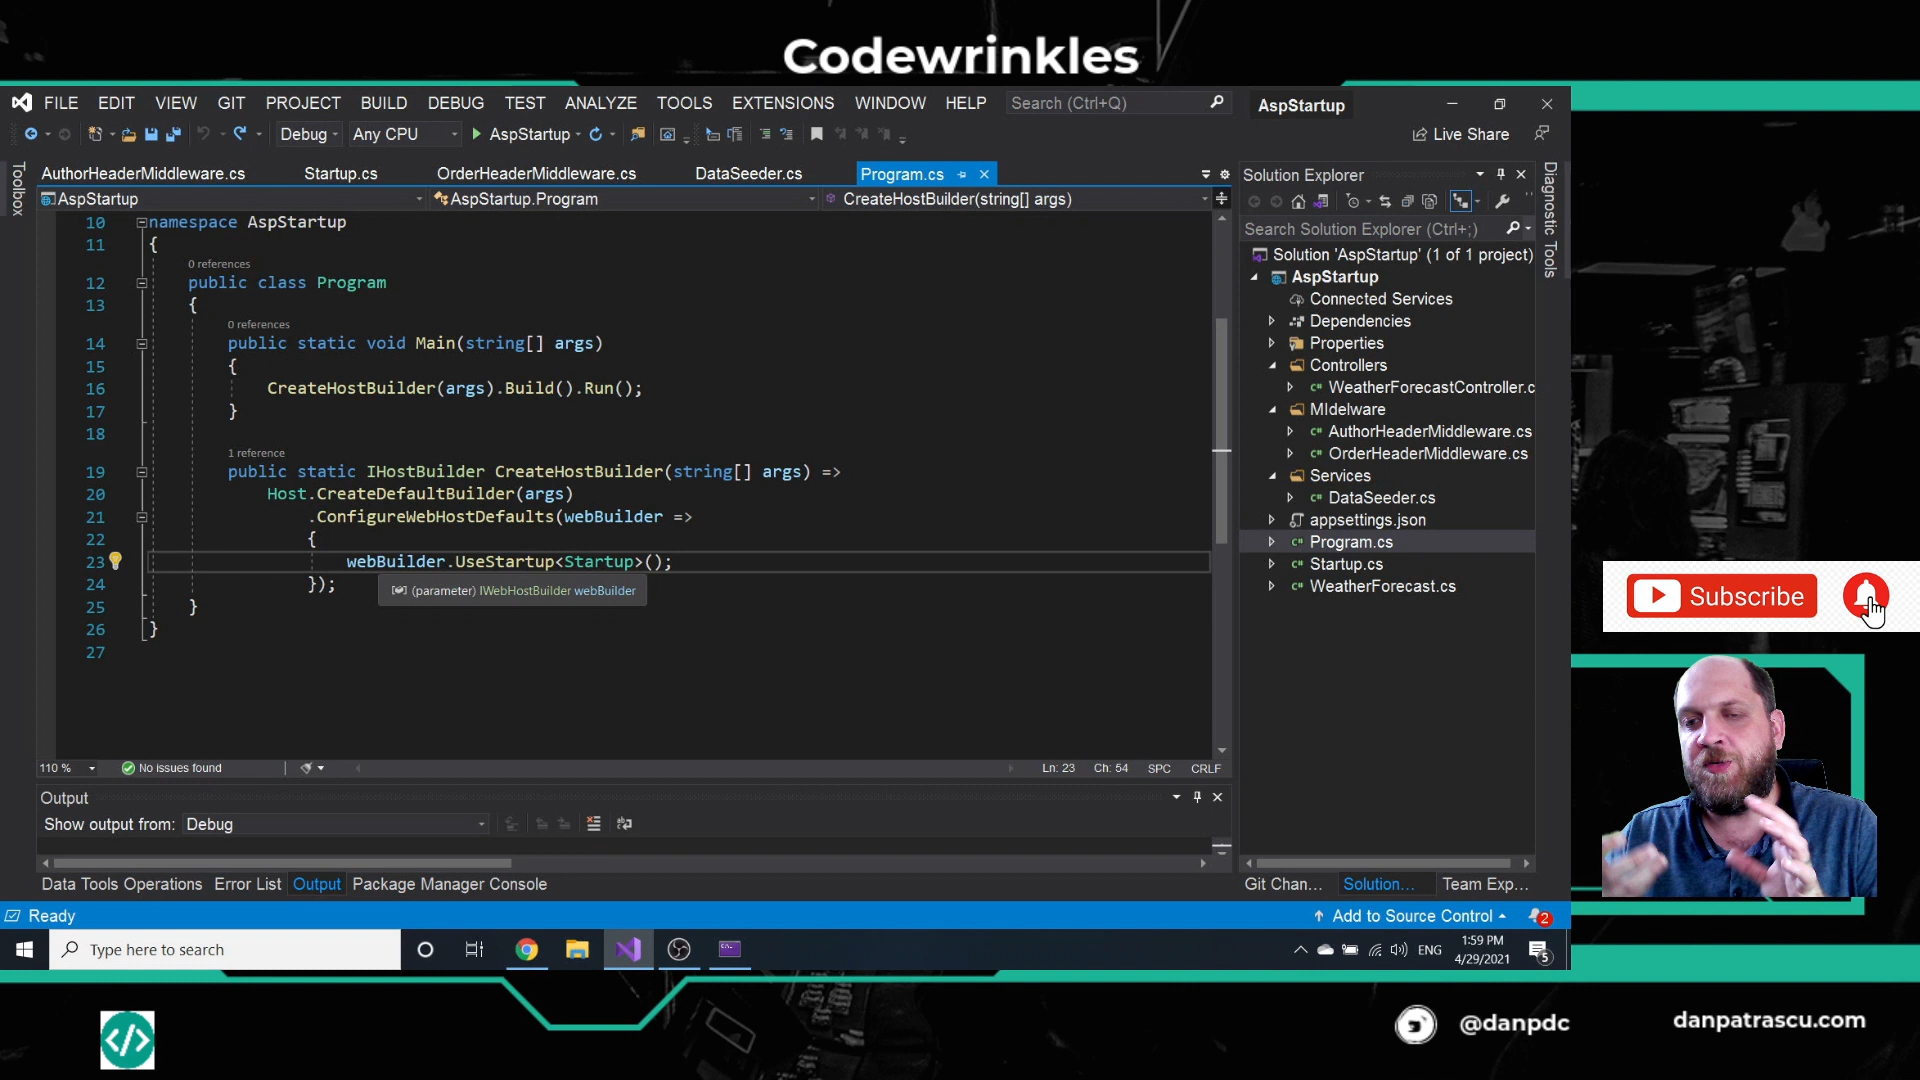 Codewrinkles
FILE EDIT VIEW GIT PROJECT BUILD DEBUG TEST ANALYZE TOOLS EXTENSIONS WINDOW HELP Search (Ctrl+Q) AspStartup
Debug Any CPU AspStartup Live Share
Toolbox
AuthorHeaderMiddleware.cs Startup.cs OrderHeaderMiddleware.cs DataSeeder.cs Program.cs
AspStartup AspStartup.Program CreateHostBuilder(string[] args)
10 namespace AspStartup
11 {
0 references
12 public class Program
13 {
0 references
14 public static void Main(string[] args)
15 {
16 CreateHostBuilder(args).Build().Run();
17 }
18
1 reference
19 public static IHostBuilder CreateHostBuilder(string[] args) =>
20 Host.CreateDefaultBuilder(args)
21 .ConfigureWebHostDefaults(webBuilder =>
22 {
23 webBuilder.UseStartup<Startup>();
24 });
(parameter) IWebHostBuilder webBuilder
25 }
26 }
27
110 % No issues found Ln: 23 Ch: 54 SPC CRLF
Output
Show output from: Debug
Data Tools Operations Error List Output Package Manager Console
Solution Explorer
Search Solution Explorer (Ctrl+;)
Solution 'AspStartup' (1 of 1 project)
AspStartup
Connected Services
Dependencies
Properties
Controllers
WeatherForecastController.c
MIdelware
AuthorHeaderMiddleware.cs
OrderHeaderMiddleware.cs
Services
DataSeeder.cs
appsettings.json
Program.cs
Startup.cs
WeatherForecast.cs
Git Chan... Solution... Team Exp...
Diagnostic Tools
Ready Add to Source Control 2
Type here to search ENG 1:59 PM
4/29/2021 5
Subscribe
@danpdc danpatrascu.com